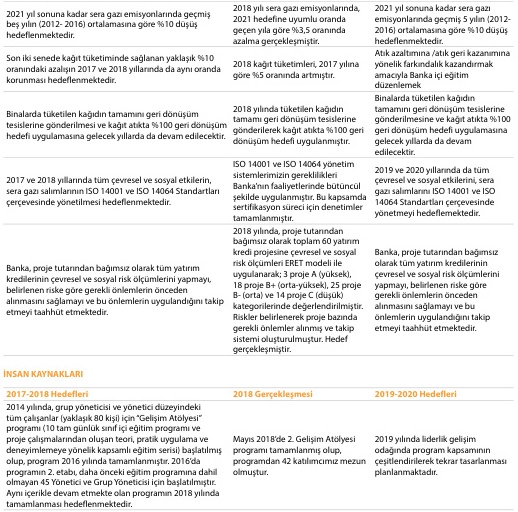 2021 yıl sonuna kadar sera gazı emisyonlarında geçmiş
beş yılın (2012- 2016) ortalamasına göre %10 düşüş
hedeflenmektedir.
2018 yılı sera gazı emisyonlarında,
2021 hedefine uyumlu oranda
geçen yıla göre %3,5 oranında
azalma gerçekleşmiştir.
2021 yıl sonuna kadar sera gazı
emisyonlarında geçmiş 5 yılın (2012-
2016) ortalamasına göre %10 düşüş
hedeflenmektedir.
Son iki senede kağıt tüketiminde sağlanan yaklaşık %10
oranındaki azalışın 2017 ve 2018 yıllarında da aynı oranda
korunması hedeflenmektedir.
2018 kağıt tüketimleri, 2017 yılına
göre %5 oranında artmıştır.
Atık azaltımına /atık geri kazanımına
yönelik farkındalık kazandırmak
amacıyla Banka içi eğitim
düzenlemek
Binalarda tüketilen kağıdın tamamını geri dönüşüm
tesislerine gönderilmesi ve kağıt atıkta %100 geri dönüşüm
hedefi uygulamasına gelecek yıllarda da devam edilecektir.
2018 yılında tüketilen kağıdın
tamamı geri dönüşüm tesislerine
gönderilerek kağıt atıkta %100 geri
dönüşüm hedefi uygulanmıştır.
Binalarda tüketilen kağıdın
tamamını geri dönüşüm tesislerine
gönderilmesine ve kağıt atıkta %100
geri dönüşüm hedefi uygulamasına
gelecek yıllarda da devam
edilecektir.
2017 ve 2018 yıllarında tüm çevresel ve sosyal etkilerin,
sera gazı salımlarının ISO 14001 ve ISO 14064 Standartları
çerçevesinde yönetilmesi hedeflenmektedir.
ISO 14001 ve ISO 14064 yönetim
sistemlerimizin gereklilikleri
Banka'nın faaliyetlerinde bütüncül
şekilde uygulanmıştır. Bu kapsamda
sertifikasyon süreci için denetimler
tamamlanmıştır.
2019 ve 2020 yıllarında da tüm
çevresel ve sosyal etkilerini, sera
gazı salımlarını ISO 14001 ve ISO
14064 Standartları çerçevesinde
yönetmeyi hedeflemektedir.
Banka, proje tutarından bağımsız olarak tüm yatırım
kredilerinin çevresel ve sosyal risk ölçümlerini yapmayı,
belirlenen riske göre gerekli önlemlerin önceden
alınmasını sağlamayı ve bu önlemlerin uygulandığını takip
etmeyi taahhüt etmektedir.
2018 yılında, proje tutarından
bağımsız olarak toplam 60 yatırım
kredi projesine çevresel ve sosyal
risk ölçümleri ERET modeli ile
uygulanarak; 3 proje A (yüksek),
18 proje B+ (orta-yüksek), 25 proje
B- (orta) ve 14 proje C (düşük)
kategorilerinde değerlendirilmiştir.
Riskler belirlenerek proje bazında
gerekli önlemler alınmış ve takip
sistemi oluşturulmuştur. Hedef
gerçekleşmiştir.
Banka, proje tutarından bağımsız
olarak tüm yatırım kredilerinin
çevresel ve sosyal risk ölçümlerini
yapmayı, belirlenen riske göre
gerekli önlemlerin önceden
alınmasını sağlamayı ve bu
önlemlerin uygulandığını takip
etmeyi taahhüt etmektedir.
İNSAN KAYNAKLARI
2017-2018 Hedefleri
2018 Gerçekleşmesi
2019-2020 Hedefleri
2014 yılında, grup yöneticisi ve yönetici düzeyindeki
tüm çalışanlar (yaklaşık 80 kişi) için "Gelişim Atölyesi"
programı (10 tam günlük sınıf içi eğitim programı ve
proje çalışmalarından oluşan teori, pratik uygulama ve
deneyimlemeye yönelik kapsamlı eğitim serisi) başlatılmış
olup, program 2016 yılında tamamlanmıştır. 2016'da
programın 2. etabı, daha önceki eğitim programına dahil
olmayan 45 Yönetici ve Grup Yöneticisi için başlatılmıştır.
Aynı içerikle devam etmekte olan programın 2018 yılında
tamamlanması hedeflenmektedir.
Mayıs 2018'de 2. Gelişim Atölyesi
programı tamamlanmış olup,
programdan 42 katılımcımız mezun
olmuştur.
2019 yılında liderlik gelişim
odağında program kapsamının
çeşitlendirilerek tekrar tasarlanması
planlanmaktadır.